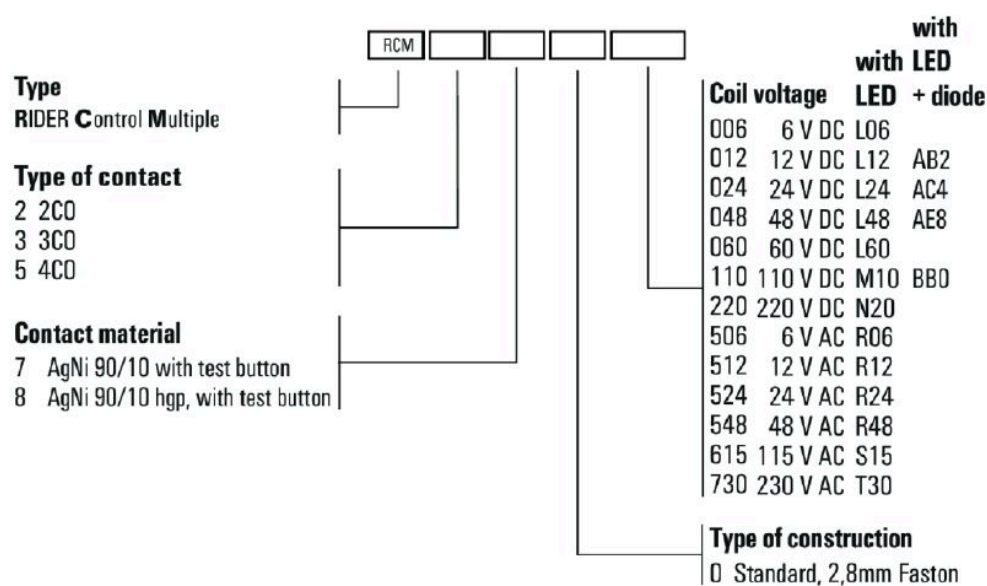 RCM
Type
RIDER Control Multiple
Type of contact
2 2CO
3 3CO
5 4CO
Contact material
7 AgNi 90/10 with test button
8 AgNi 90/10 hgp, with test button
with
with LED
Coil voltage LED + diode
006 6 V DC L06
012 12 V DC L12 AB2
024 24 V DC L24 AC4
048 48 V DC L48 AE8
060 60 V DC L60
110 110 V DC M10 BB0
220 220 V DC N20
506 6 V AC R06
512 12 V AC R12
524 24 V AC R24
548 48 V AC R48
615 115 V AC S15
730 230 V AC T30
Type of construction
0 Standard, 2,8mm Faston